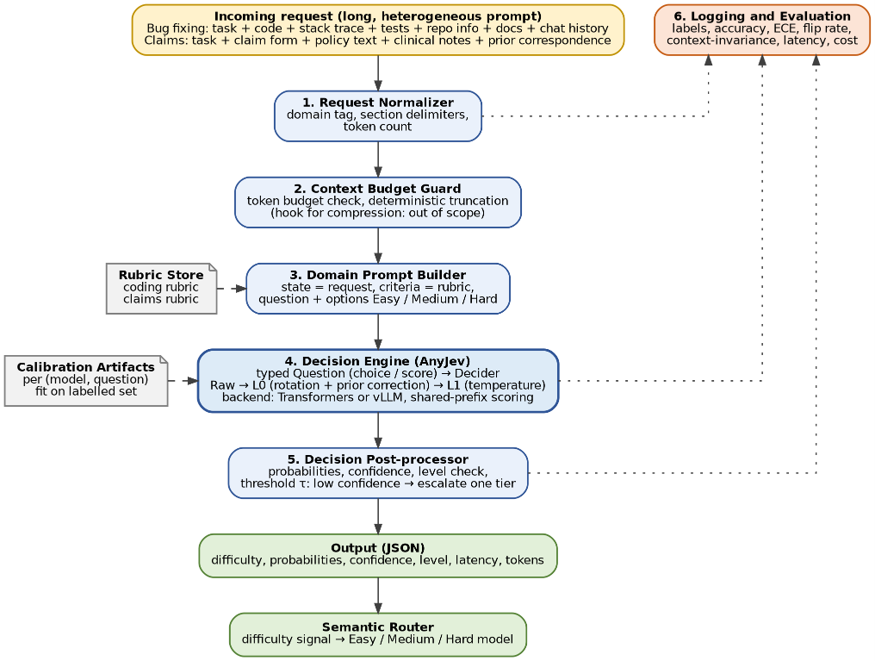 Incoming request (long, heterogeneous prompt)
Bug fixing: task + code + stack trace + tests + repo info + docs + chat history
Claims: task + claim form + policy text + clinical notes + prior correspondence
6. Logging and Evaluation
labels, accuracy, ECE, flip rate,
context-invariance, latency, cost
1. Request Normalizer
domain tag, section delimiters,
token count
2. Context Budget Guard
token budget check, deterministic truncation
(hook for compression: out of scope)
Rubric Store
coding rubric
claims rubric
3. Domain Prompt Builder
state = request, criteria = rubric,
question + options Easy / Medium / Hard
Calibration Artifacts
per (model, question)
fit on labelled set
4. Decision Engine (AnyJev)
typed Question (choice / score) → Decider
Raw → L0 (rotation + prior correction) → L1 (temperature)
backend: Transformers or vLLM, shared-prefix scoring
5. Decision Post-processor
probabilities, confidence, level check,
threshold τ: low confidence → escalate one tier
Output (JSON)
difficulty, probabilities, confidence, level, latency, tokens
Semantic Router
difficulty signal → Easy / Medium / Hard model